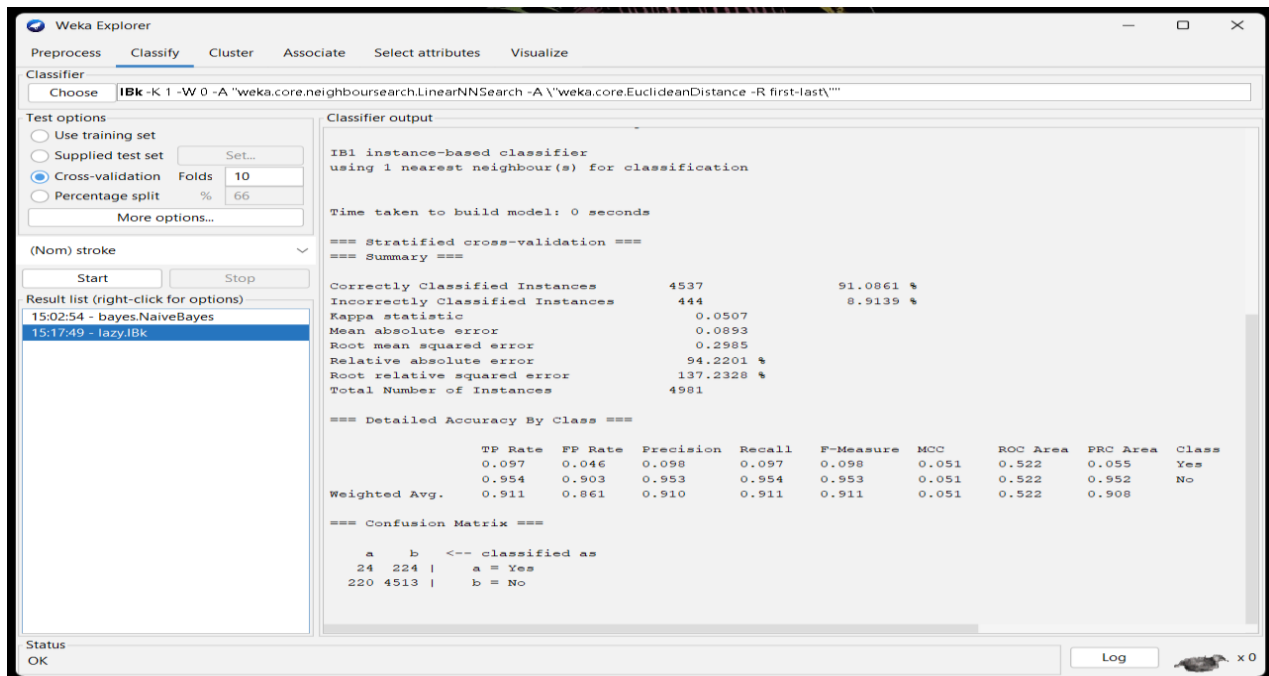 Weka Explorer
Preprocess Classify Cluster Associate Select attributes Visualize
Classifier
Choose IBk -K 1 -W 0 -A "weka.core.neighboursearch.LinearNNSearch -A \"weka.core.EuclideanDistance -R first-last\""
Test options
Use training set
Supplied test set Set...
Cross-validation Folds 10
Percentage split % 66
More options...
(Nom) stroke
Start Stop
Result list (right-click for options)
15:02:54 - bayes.NaiveBayes
15:17:49 - lazy.IBk
Classifier output
IB1 instance-based classifier
using 1 nearest neighbour(s) for classification
Time taken to build model: 0 seconds
=== Stratified cross-validation ===
=== Summary ===
Correctly Classified Instances 4537 91.0861 %
Incorrectly Classified Instances 444 8.9139 %
Kappa statistic 0.0507
Mean absolute error 0.0893
Root mean squared error 0.2985
Relative absolute error 94.2201 %
Root relative squared error 137.2328 %
Total Number of Instances 4981
=== Detailed Accuracy By Class ===
TP Rate FP Rate Precision Recall F-Measure MCC ROC Area PRC Area Class
0.097 0.046 0.098 0.097 0.098 0.051 0.522 0.055 Yes
0.954 0.903 0.953 0.954 0.953 0.051 0.522 0.952 No
Weighted Avg. 0.911 0.861 0.910 0.911 0.911 0.051 0.522 0.908
=== Confusion Matrix ===
a b <-- classified as
24 224 | a = Yes
220 4513 | b = No
Status
OK
Log x 0